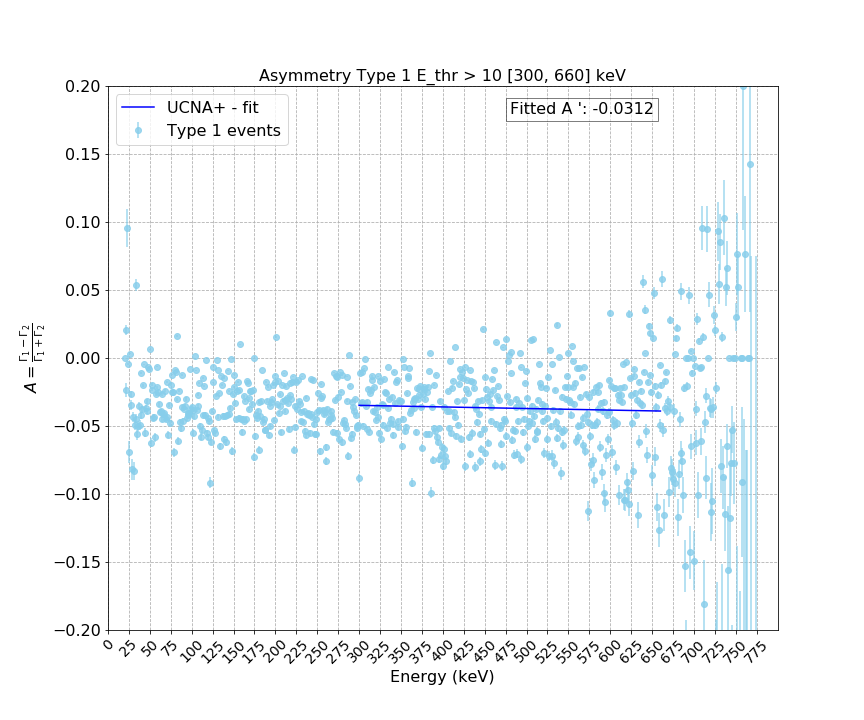 Asymmetry Type 1 E_thr > 10 [300, 660] keV
UCNA+ - fit
Type 1 events
Fitted A ': -0.0312
0.20
0.15
0.10
0.05
0.00
−0.05
−0.10
−0.15
−0.20
A = Γ1 − Γ2 / Γ1 + Γ2
0 25 50 75 100 125 150 175 200 225 250 275 300 325 350 375 400 425 450 475 500 525 550 575 600 625 650 675 700 725 750 775
Energy (keV)